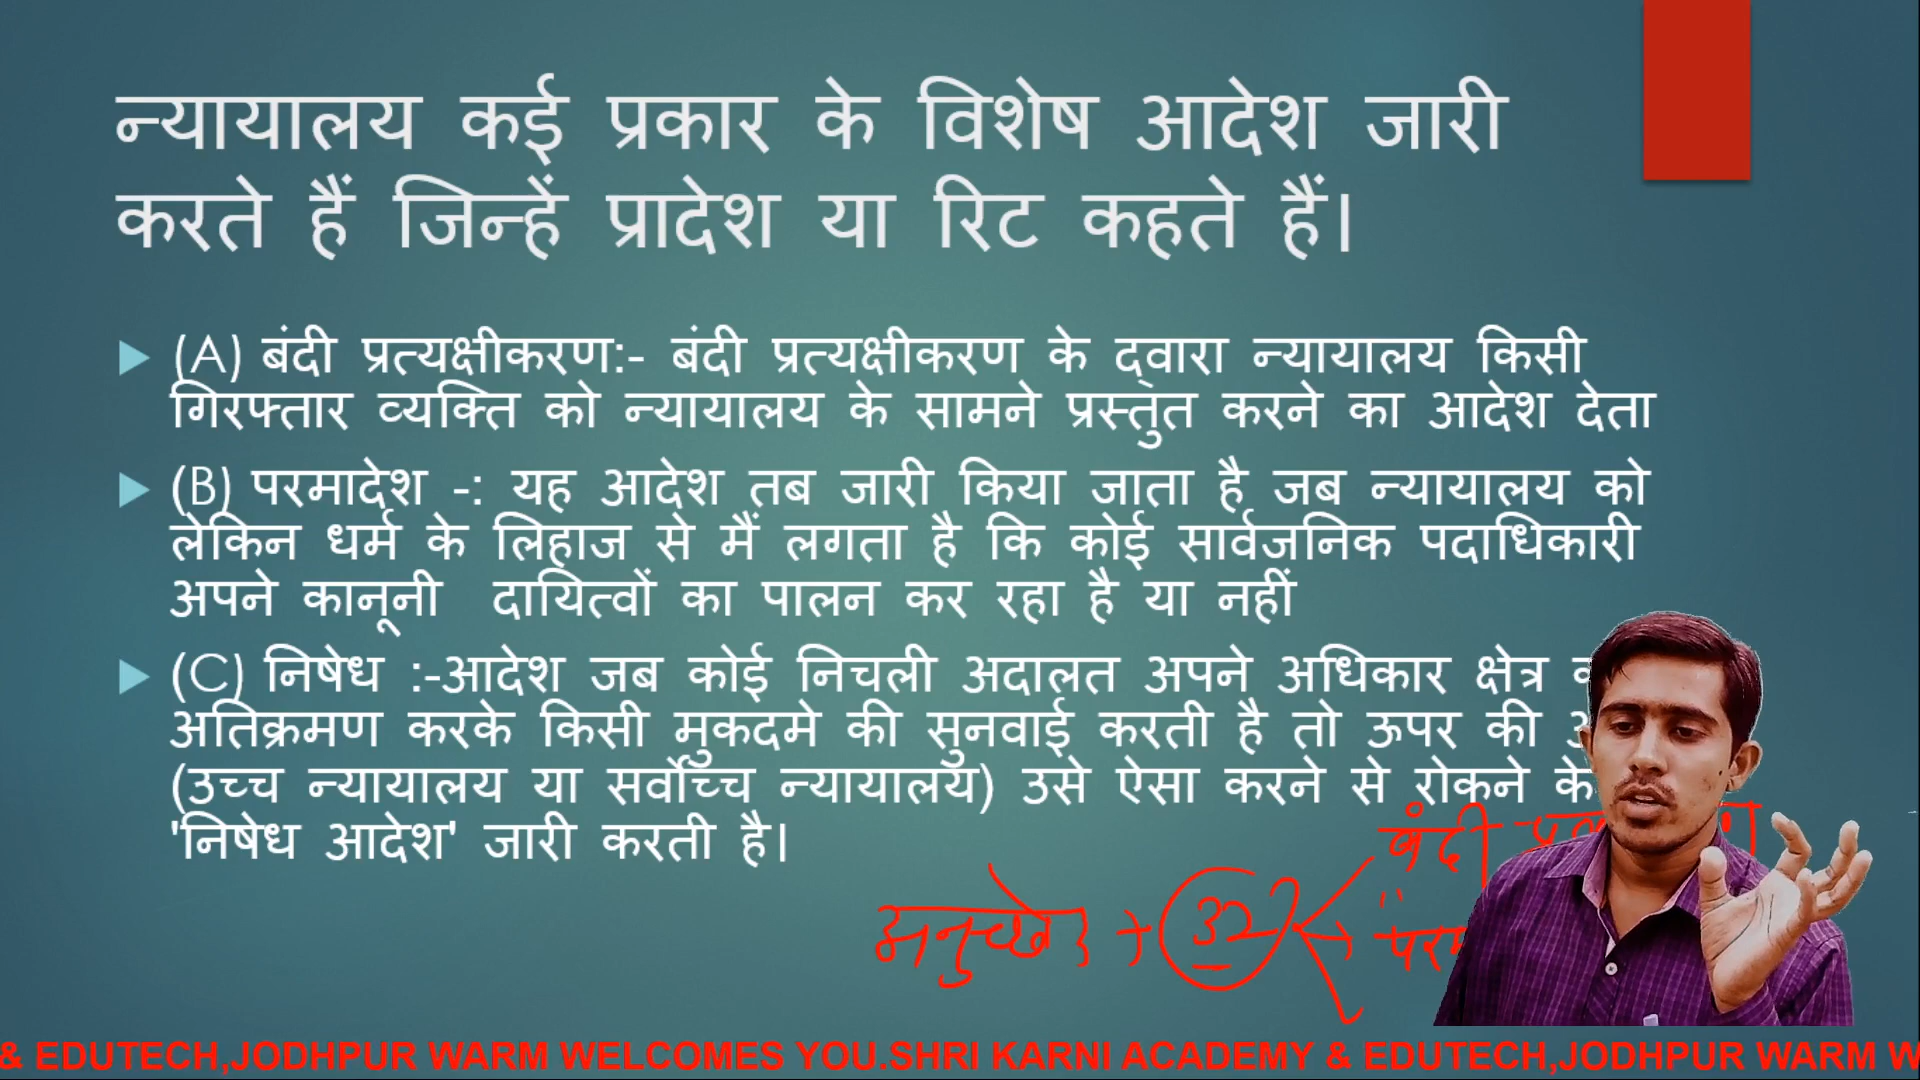 न्यायालय कई प्रकार के विशेष आदेश जारी
करते हैं जिन्हें प्रादेश या रिट कहते हैं।
(A) बंदी प्रत्यक्षीकरण:- बंदी प्रत्यक्षीकरण के द्वारा न्यायालय किसी
गिरफ्तार व्यक्ति को न्यायालय के सामने प्रस्तुत करने का आदेश देता
(B) परमादेश -: यह आदेश तब जारी किया जाता है जब न्यायालय को
लेकिन धर्म के लिहाज से मैं लगता है कि कोई सार्वजनिक पदाधिकारी
अपने कानूनी दायित्वों का पालन कर रहा है या नहीं
(C) निषेध :-आदेश जब कोई निचली अदालत अपने अधिकार क्षेत्र
अतिक्रमण करके किसी मुकदमे की सुनवाई करती है तो ऊपर की
(उच्च न्यायालय या सर्वोच्च न्यायालय) उसे ऐसा करने से रोकने के
'निषेध आदेश' जारी करती है।
बंदी
32
& EDUTECH,JODHPUR WARM WELCOMES YOU.SHRI KARNI ACADEMY & EDUTECH,JODHPUR WARM W